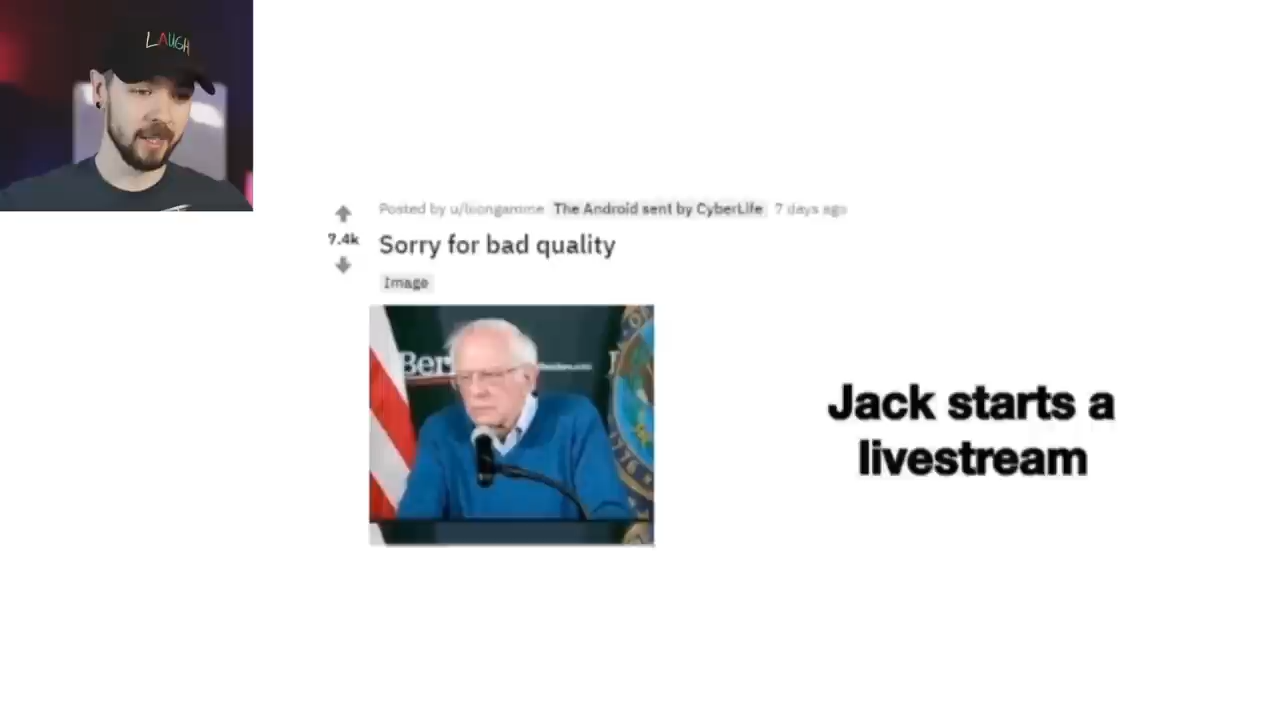 LAUGH
Posted by The Android sent by CyberLife 7 days ago
7.4k
Sorry for bad quality
Image
Ber
1776
Jack starts a
livestream